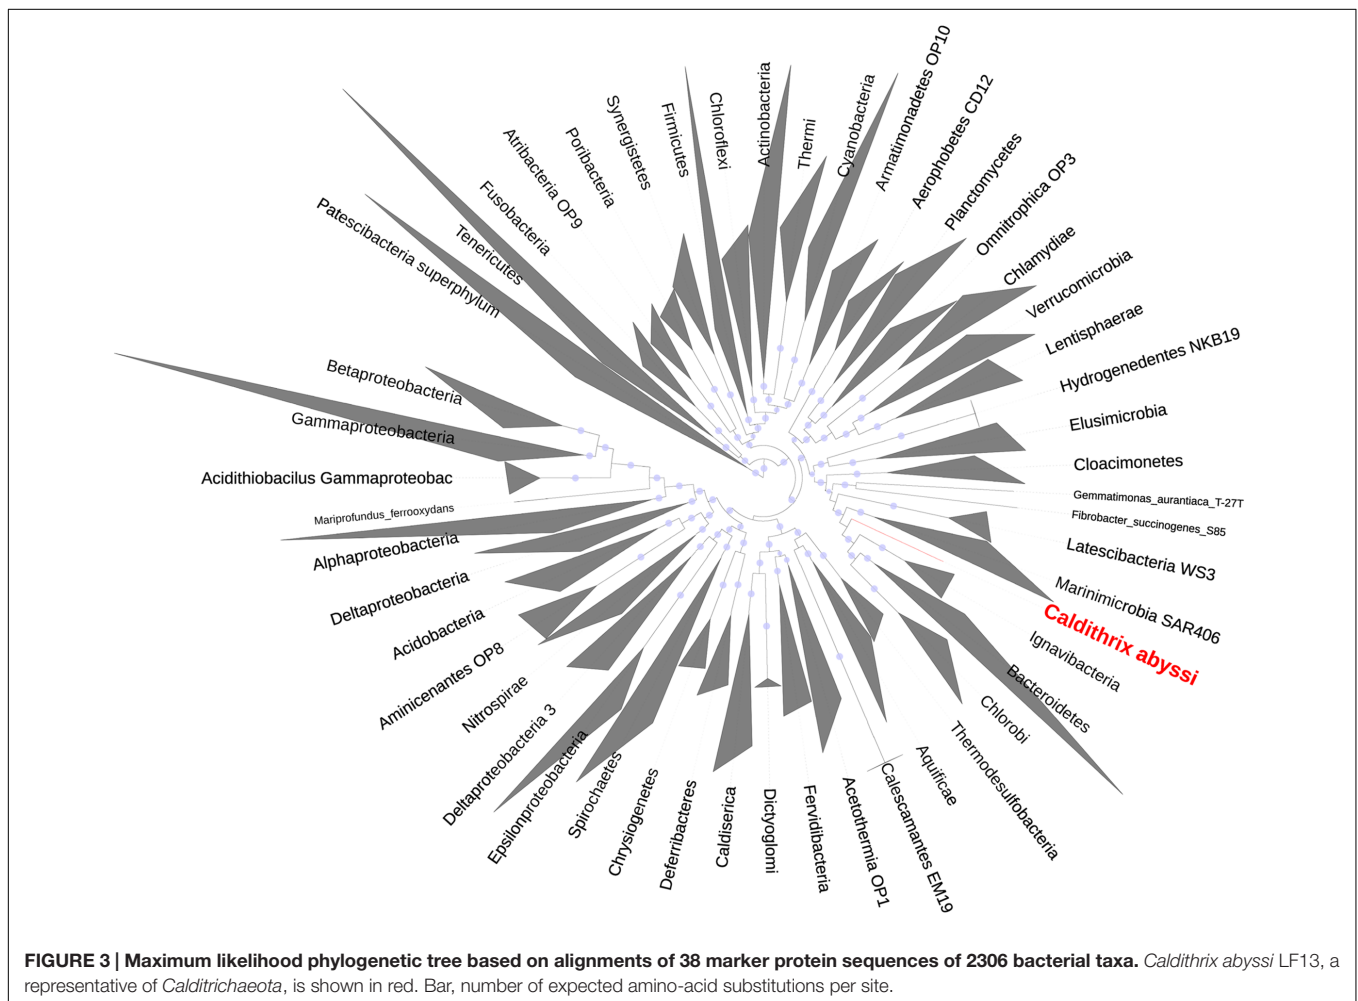 Synergistetes
Firmicutes
Chloroflexi
Actinobacteria
Thermi
Cyanobacteria
Armatimonadetes OP10
Aerophobetes CD12
Planctomycetes
Omnitrophica OP3
Chlamydiae
Verrucomicrobia
Lentisphaerae
Hydrogenedentes NKB19
Elusimicrobia
Cloacimonetes
Gemmatimonas_aurantiaca_T-27T
Fibrobacter_succinogenes_S85
Latescibacteria WS3
Marinimicrobia SAR406
Caldithrix abyssi
Ignavibacteria
Bacteroidetes
Chlorobi
Thermodesulfobacteria
Aquificae
Calescamantes EM19
Acetothermia OP1
Fervidibacteria
Dictyoglomi
Caldiserica
Deferribacteres
Chrysiogenetes
Spirochaetes
Epsilonproteobacteria
Deltaproteobacteria 3
Nitrospirae
Aminicenantes OP8
Acidobacteria
Deltaproteobacteria
Alphaproteobacteria
Mariprofundus_ferrooxydans
Acidithiobacilus Gammaproteobac
Gammaproteobacteria
Betaproteobacteria
Patescibacteria superphylum
Tenericutes
Fusobacteria
Atribacteria OP9
Poribacteria
FIGURE 3 | Maximum likelihood phylogenetic tree based on alignments of 38 marker protein sequences of 2306 bacterial taxa. Caldithrix abyssi LF13, a
representative of Calditrichaeota, is shown in red. Bar, number of expected amino-acid substitutions per site.